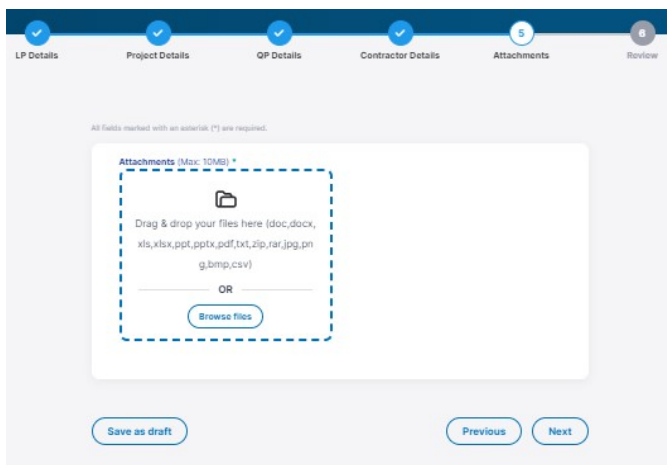 5
6
LP Details
Project Details
QP Details
Contractor Details
Attachments
Review
All fields marked with an asterisk (*) are required.
Attachments (Max: 10MB) *
Drag & drop your files here (doc,docx,
xls,xlsx,ppt,pptx,pdf,txt,zip,rar,jpg,pn
g,bmp,csv)
OR
Browse files
Save as draft
Previous
Next